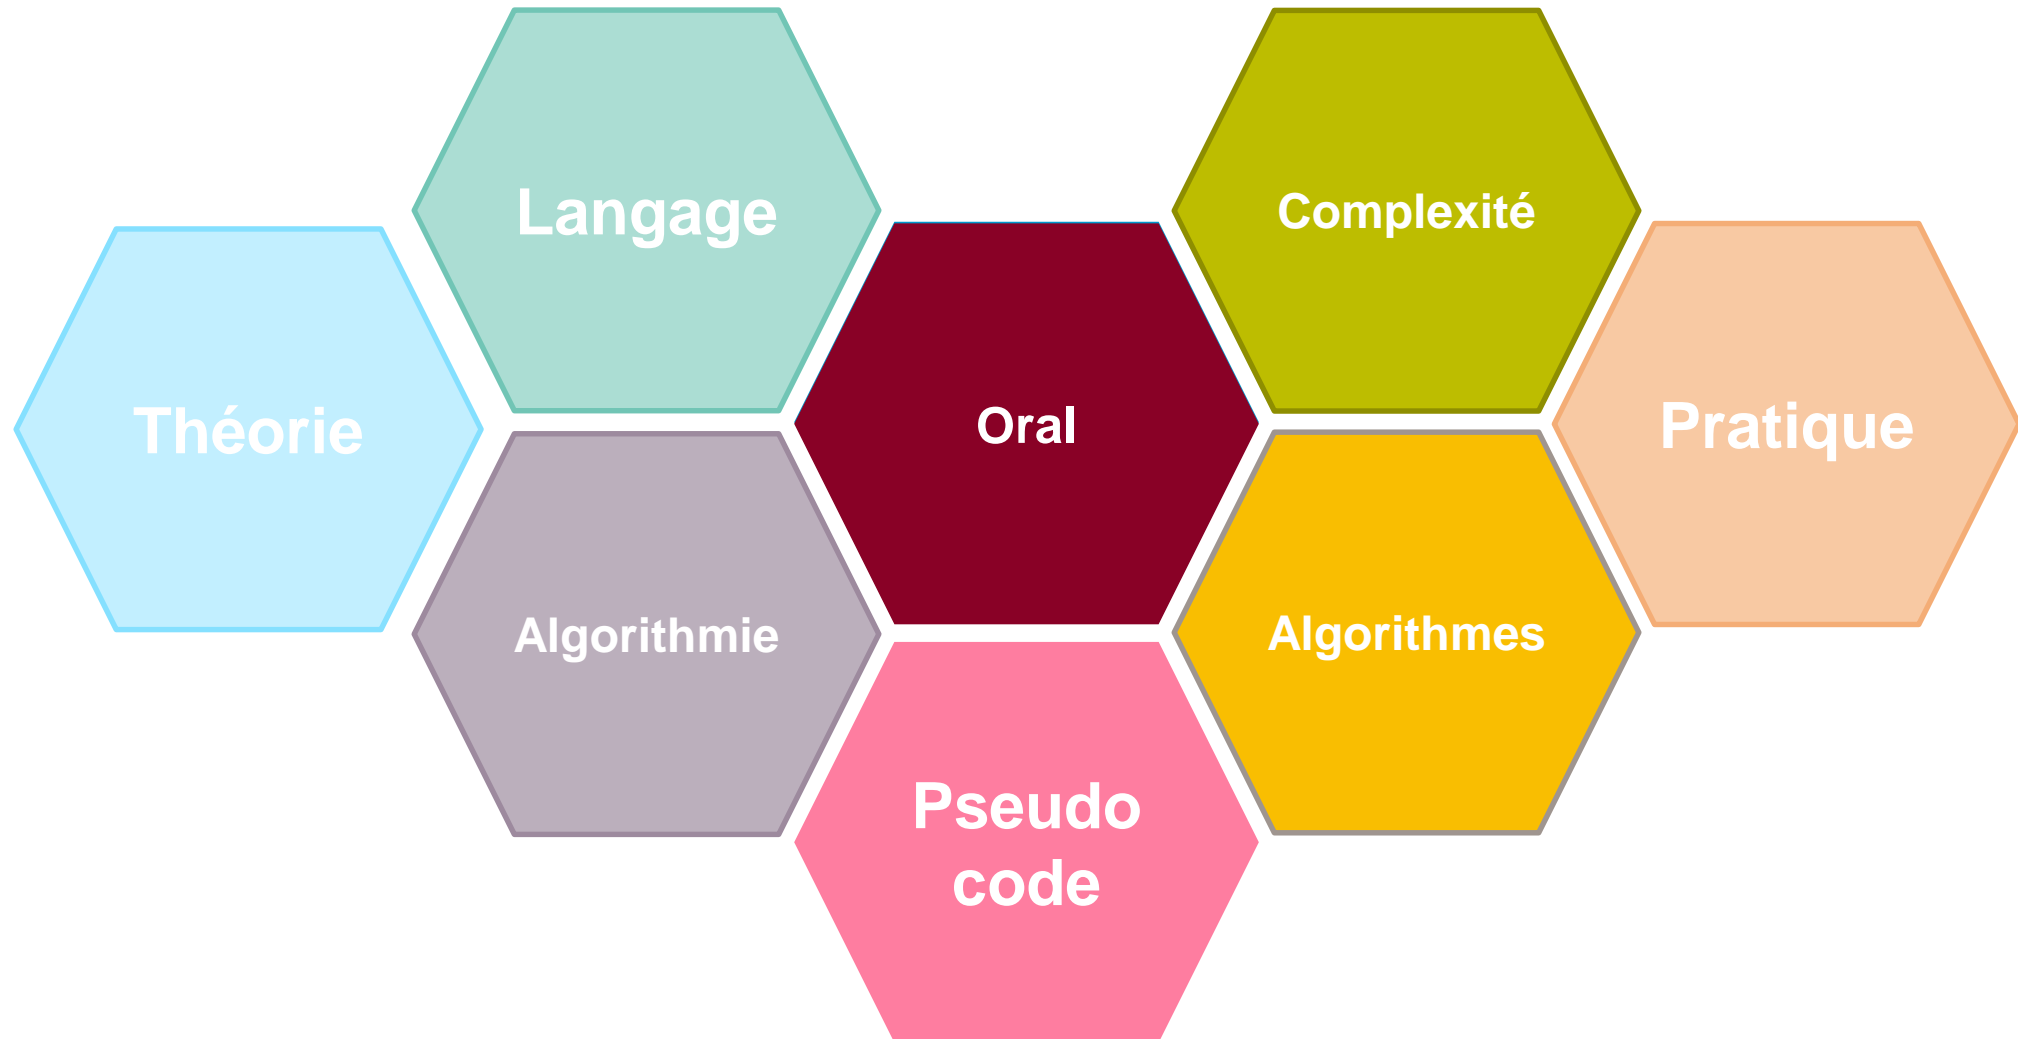 Langage
Complexité
Théorie
Oral
Pratique
Algorithmie
Algorithmes
Pseudo
code